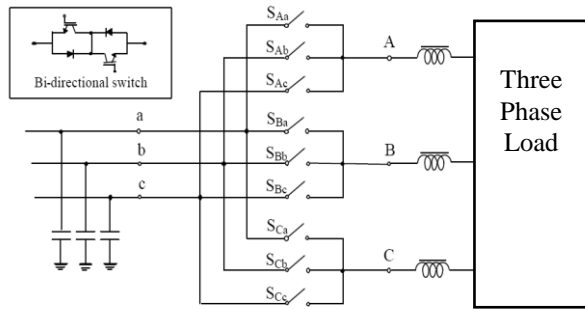 Bi-directional switch
S_Aa
S_Ab
S_Ac
A
a
b
c
S_Ba
S_Bb
S_Bc
B
S_Ca
S_Cb
S_Cc
C
Three
Phase
Load